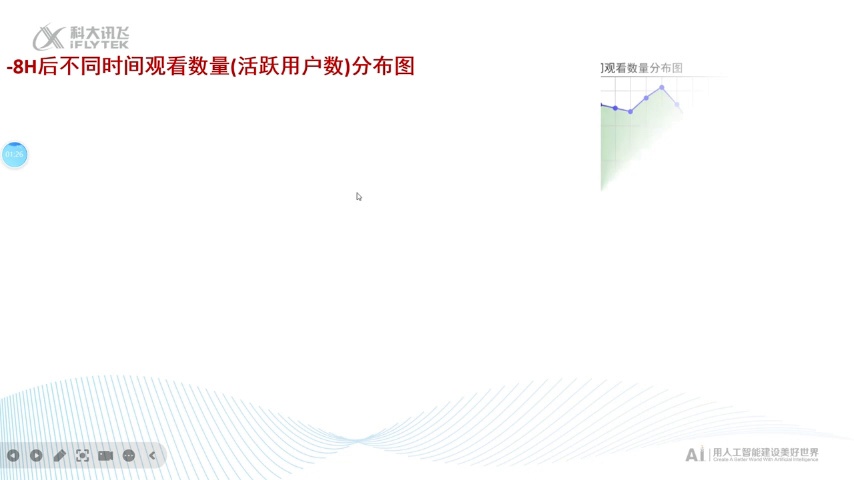 科大讯飞
iFLYTEK
-8H后不同时间观看数量(活跃用户数)分布图
观看数量分布图
01:26
AI 用人工智能建设美好世界
Create A Better World With Artificial Intelligence